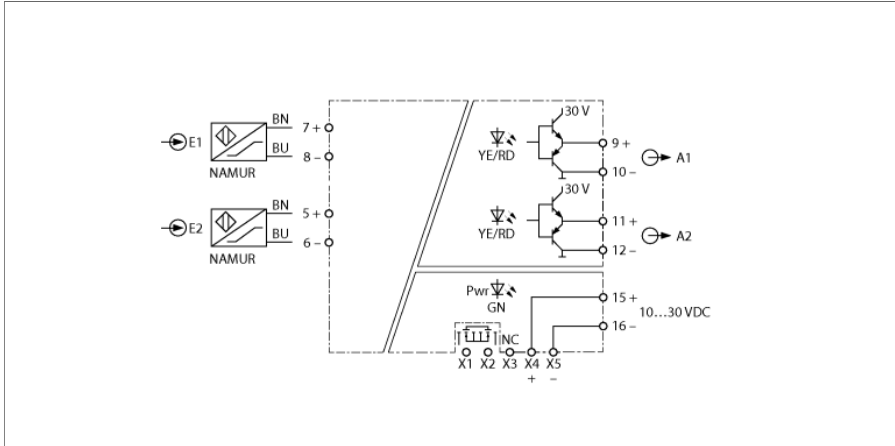 E1
BN
7 +
BU
8 –
NAMUR
E2
BN
5 +
BU
6 –
NAMUR
30 V
YE/RD
9 +
10 –
A1
30 V
YE/RD
11 +
12 –
A2
Pwr
GN
15 +
16 –
10...30 VDC
NC
X1 X2 X3 X4 X5
+ –